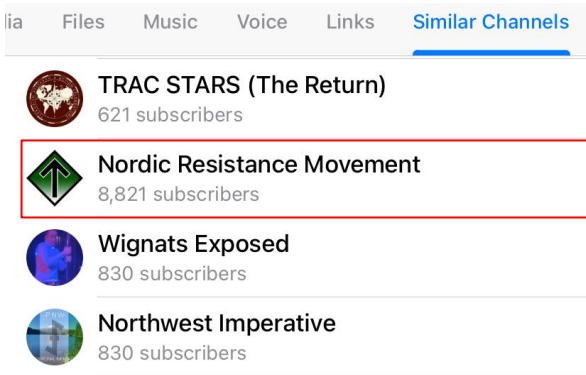 ia Files Music Voice Links Similar Channels
TRAC STARS (The Return)
621 subscribers
Nordic Resistance Movement
8,821 subscribers
Wignats Exposed
830 subscribers
Northwest Imperative
830 subscribers